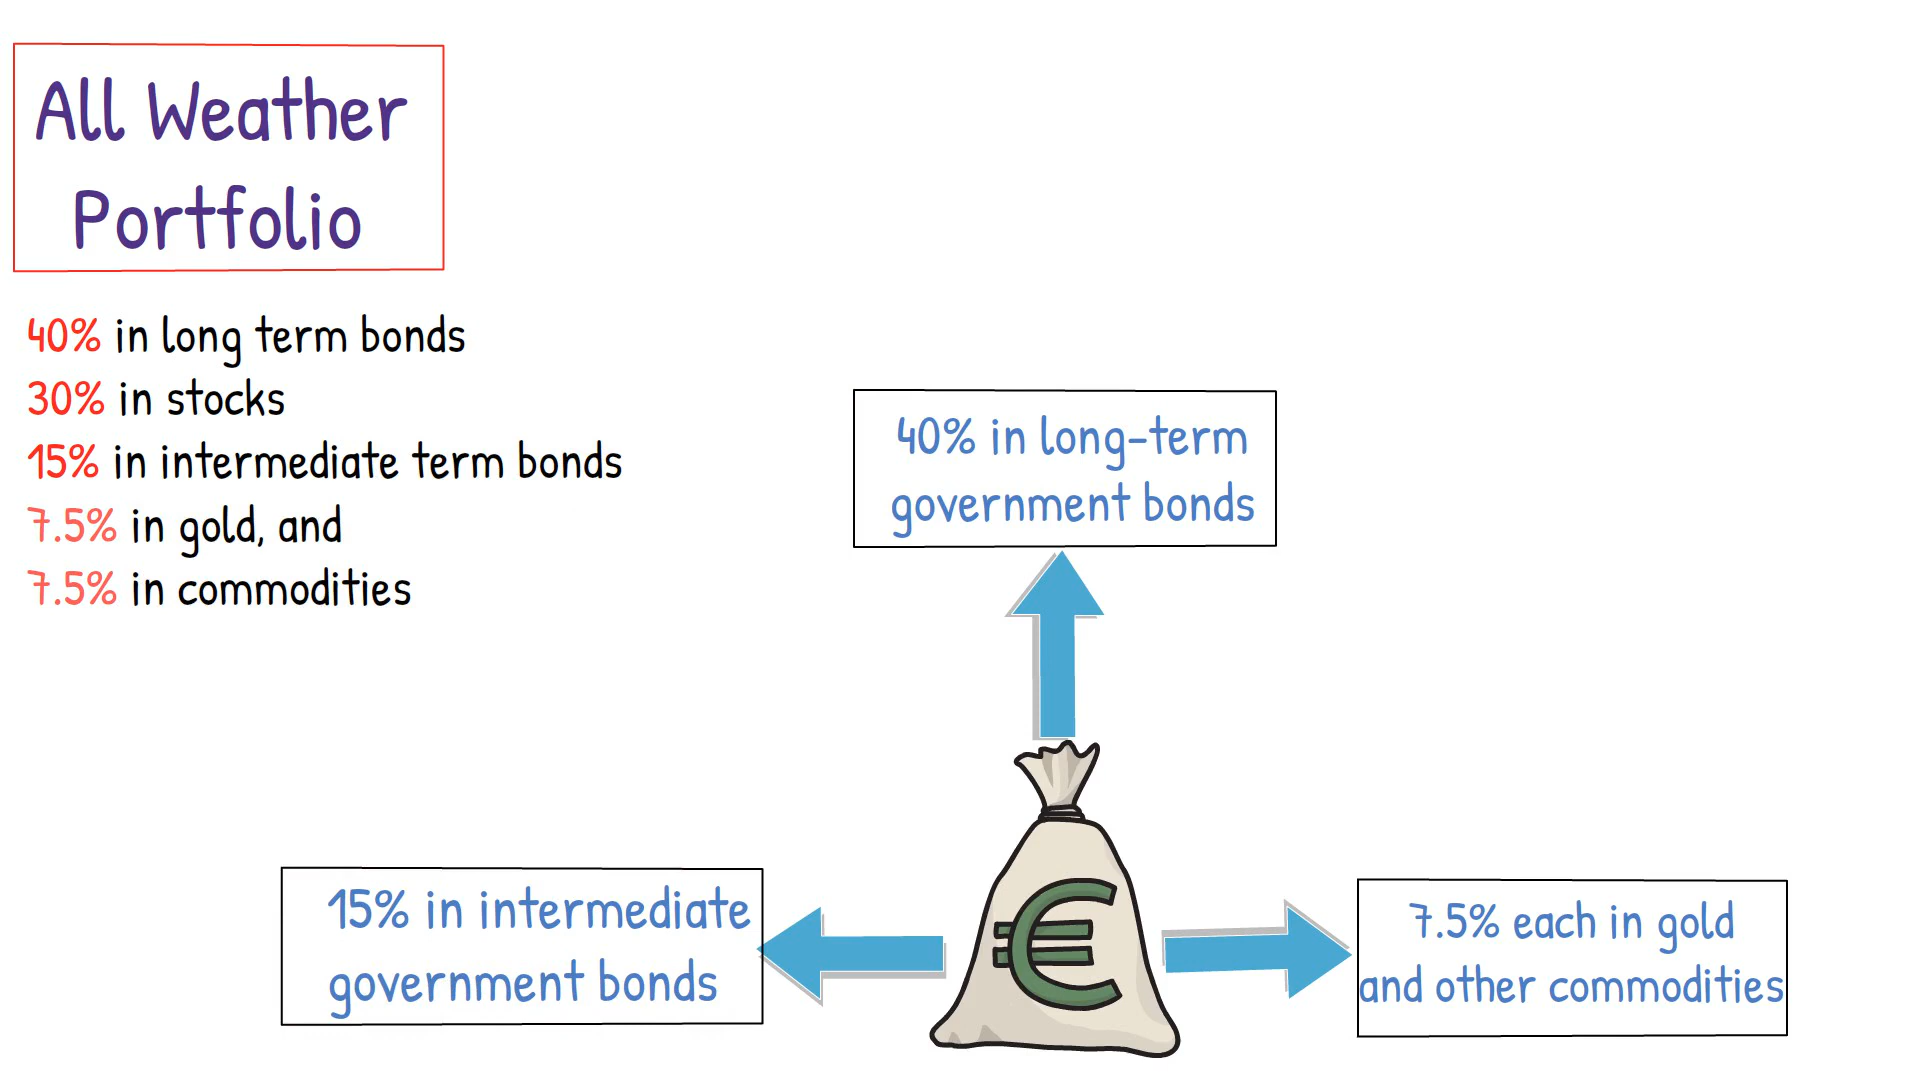 All Weather
Portfolio
40% in long term bonds
30% in stocks
15% in intermediate term bonds
7.5% in gold, and
7.5% in commodities
40% in long-term
government bonds
15% in intermediate
government bonds
7.5% each in gold
and other commodities
€